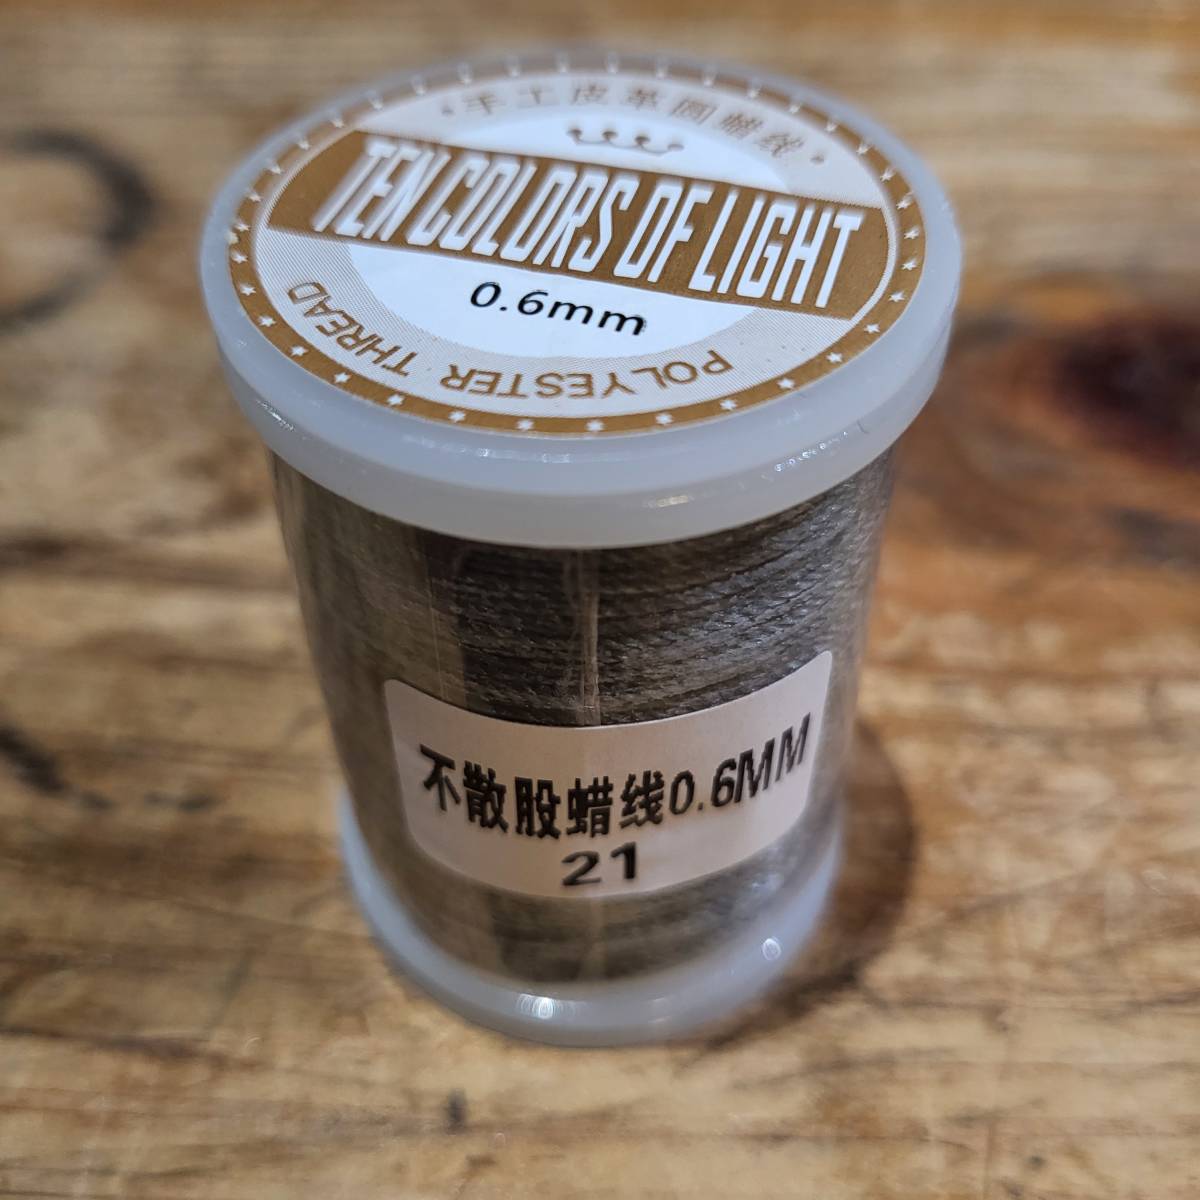 手工皮革圆蜡线
TEN COLORS OF LIGHT
0.6mm
POLYESTER THREAD
不散股蜡线0.6MM
21